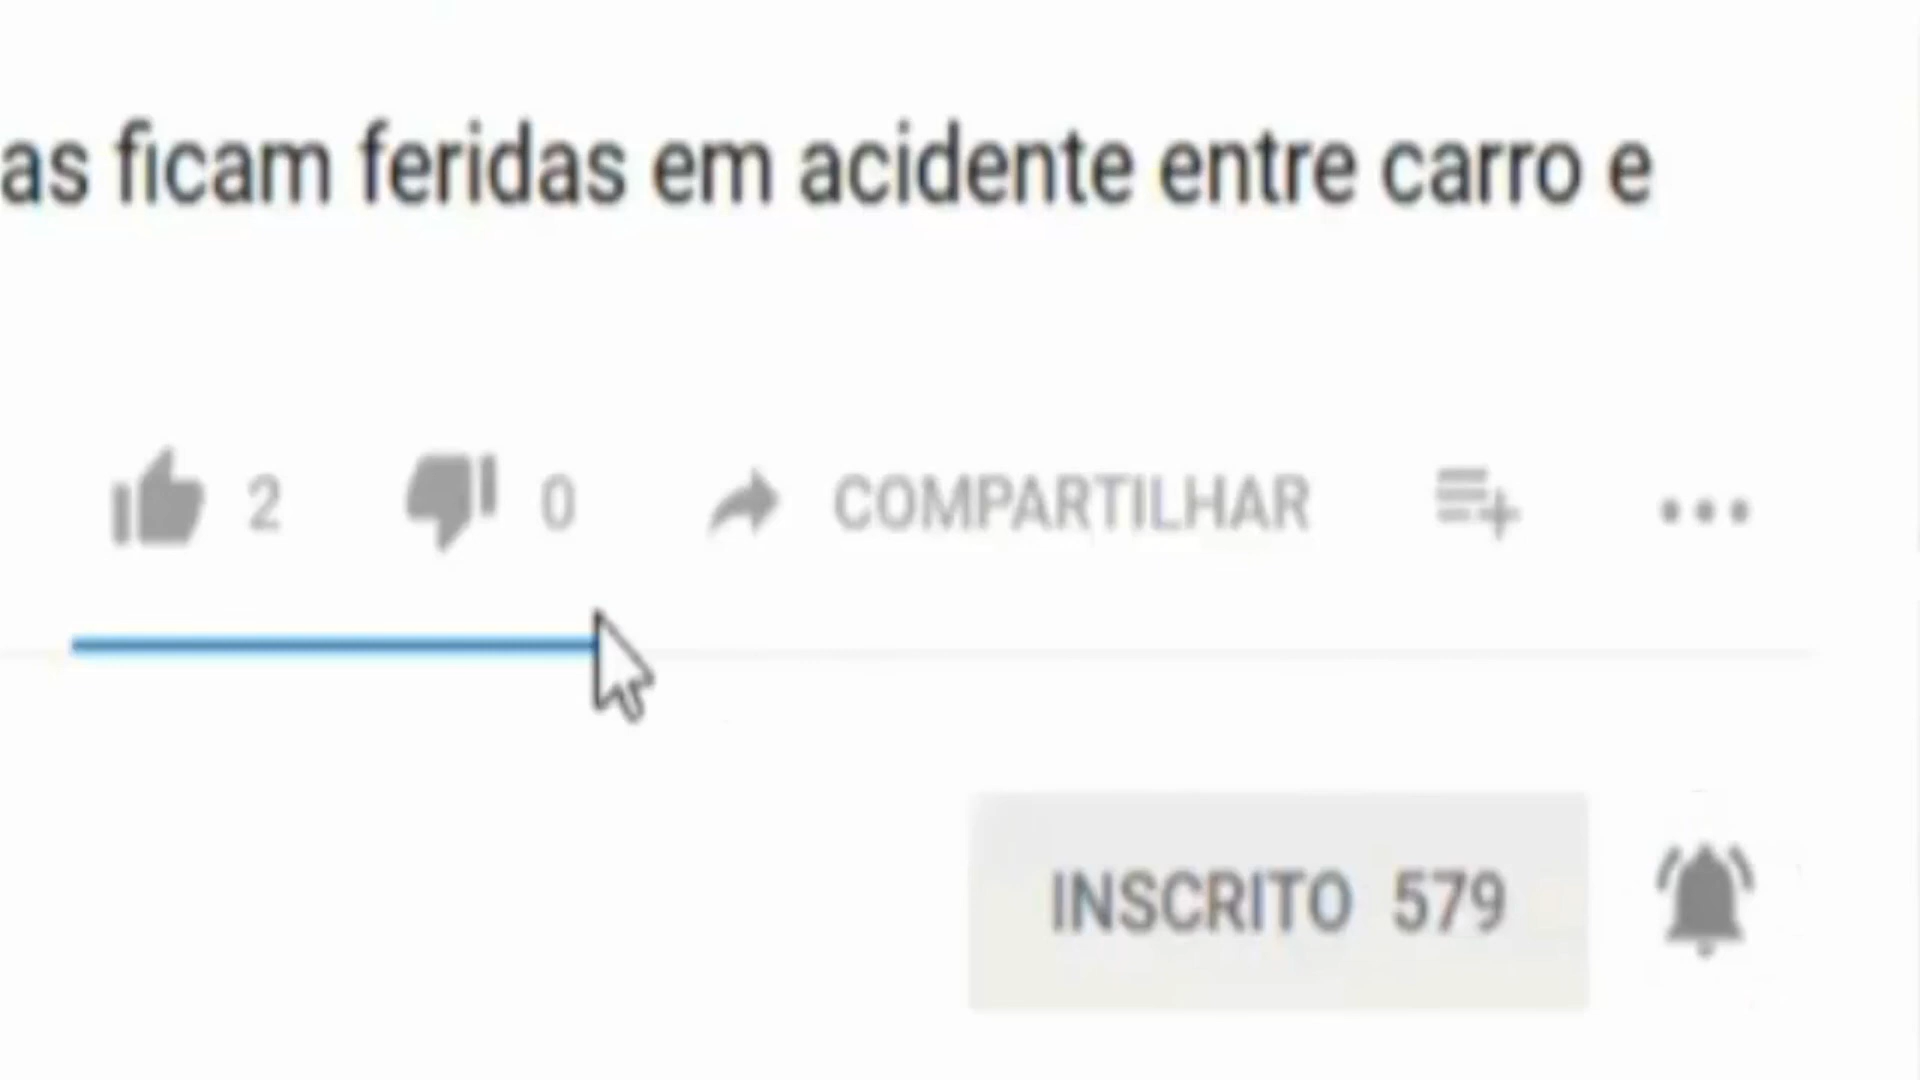 as ficam feridas em acidente entre carro e
2 0 COMPARTILHAR
INSCRITO 579